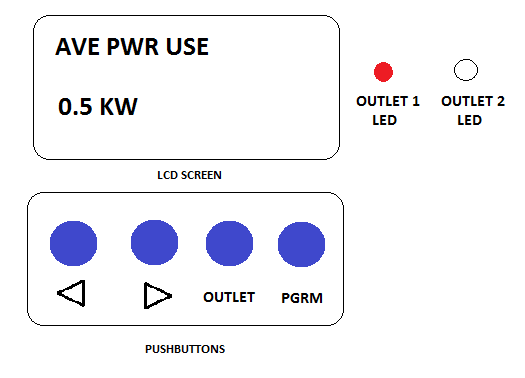 AVE PWR USE
0.5 KW
OUTLET 1
LED
OUTLET 2
LED
LCD SCREEN
OUTLET
PGRM
PUSHBUTTONS